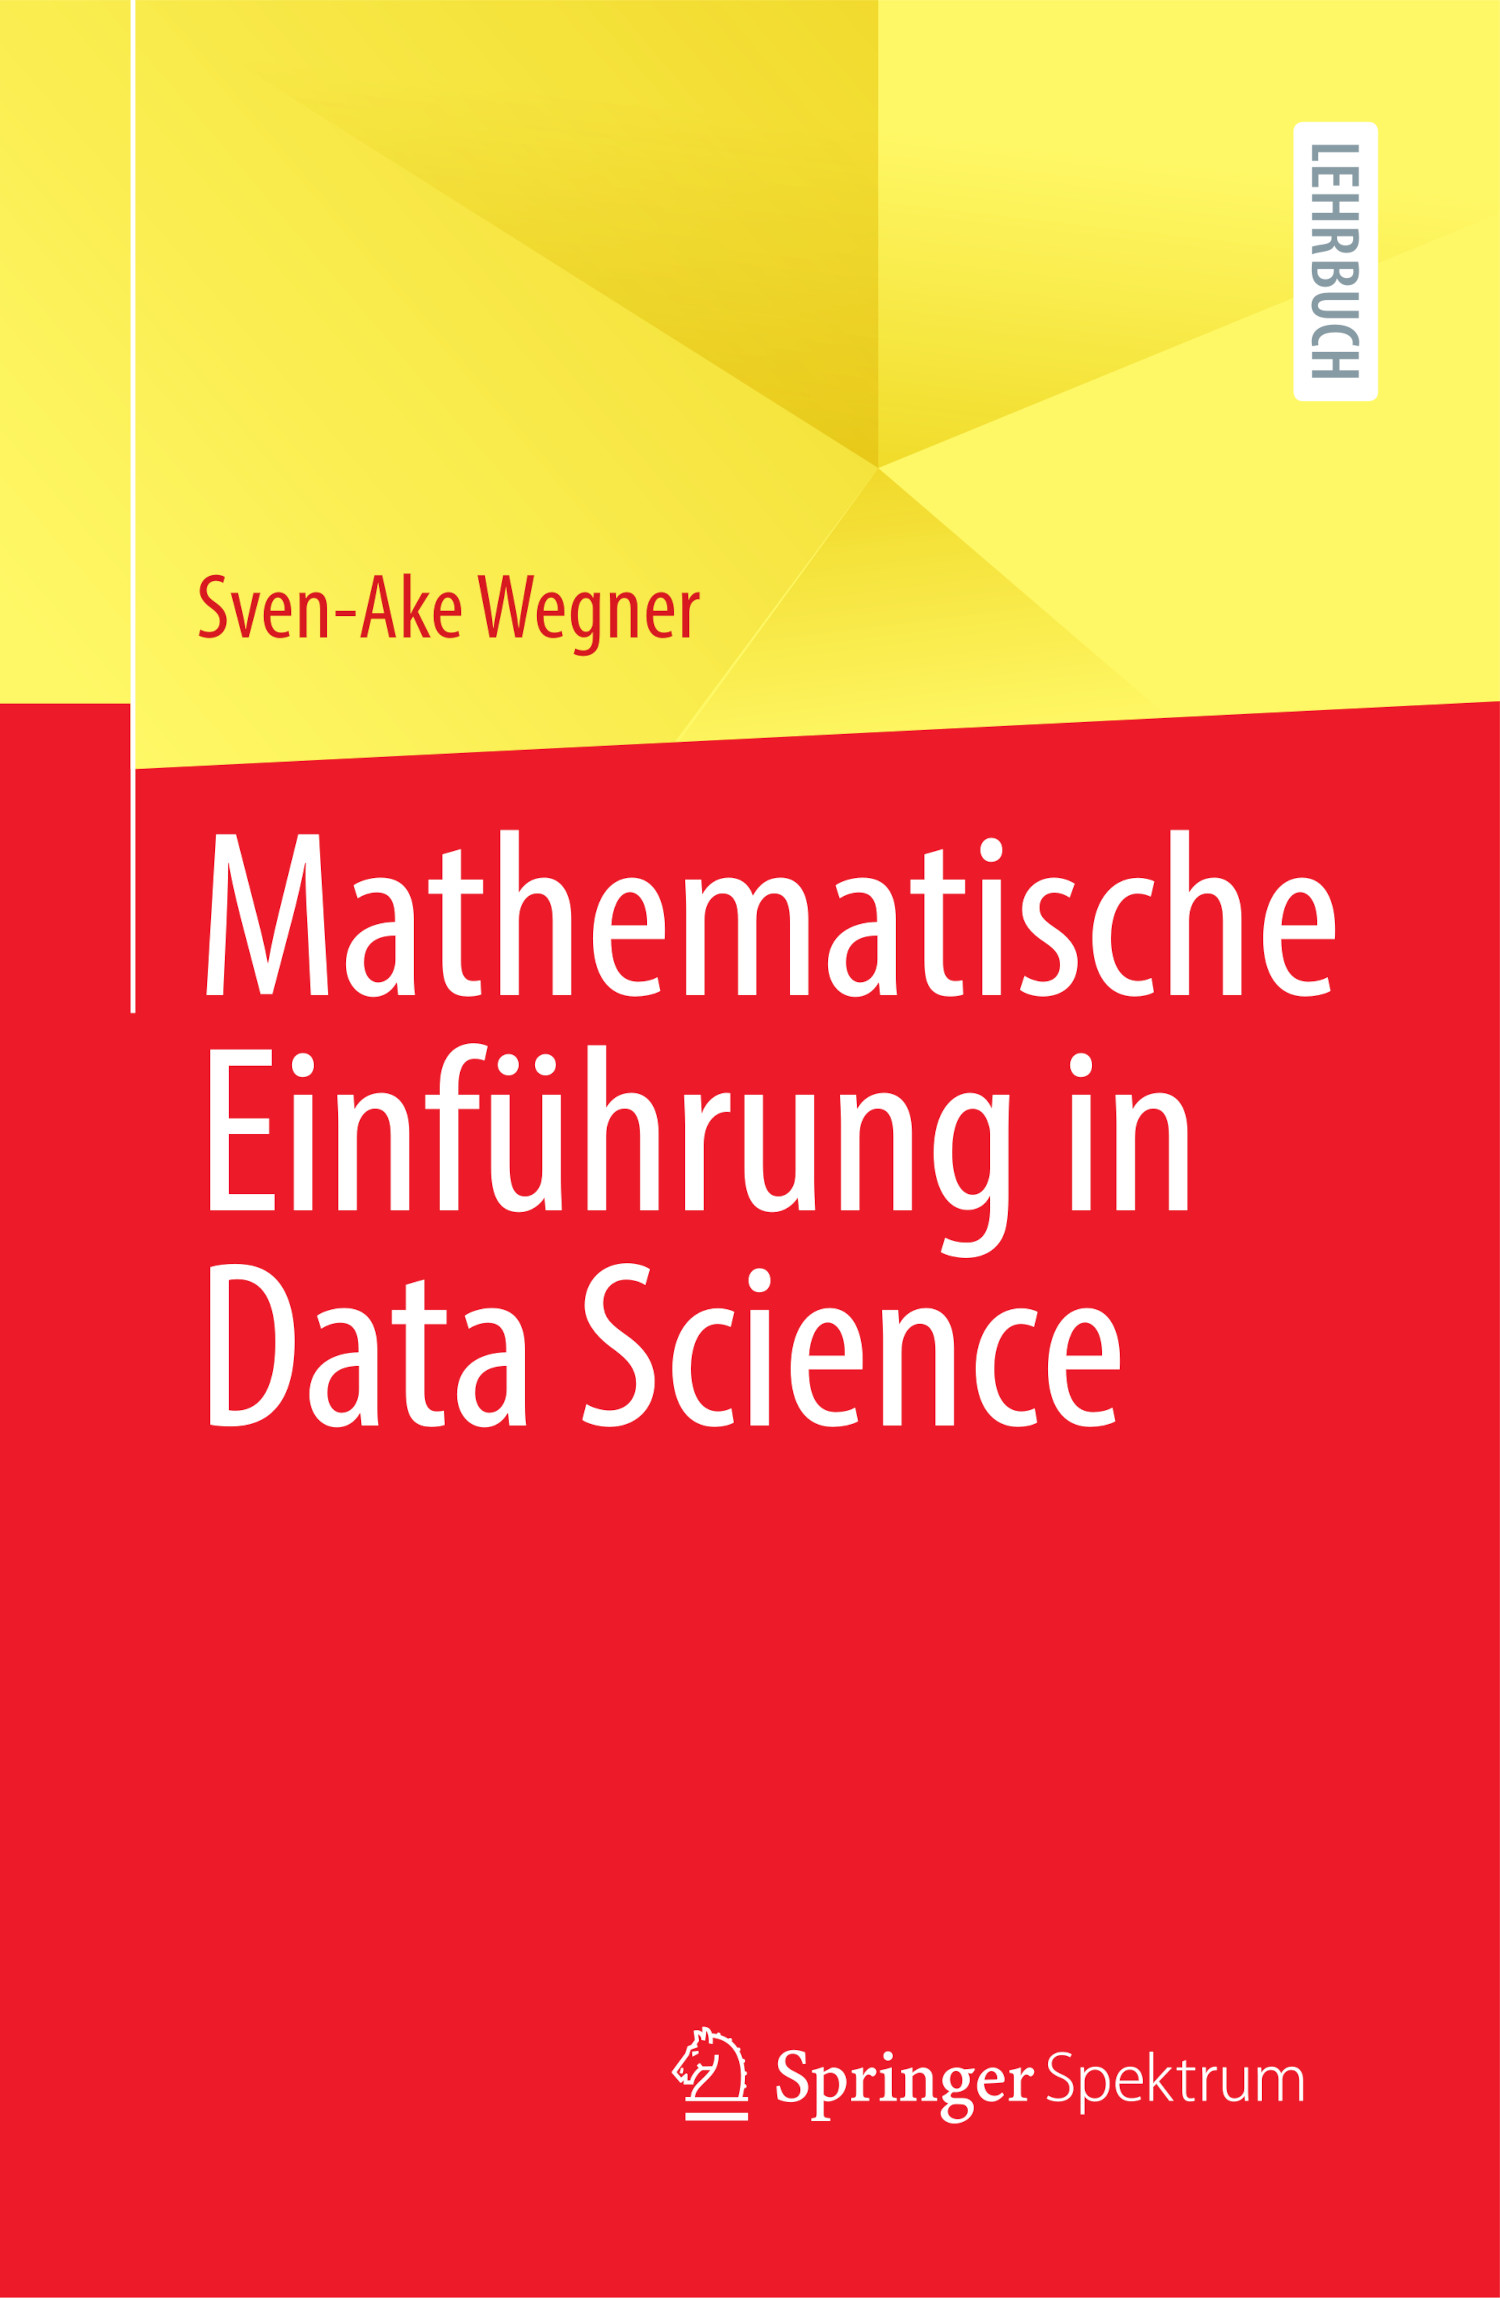 LEHRBUCH
Sven-Ake Wegner
Mathematische
Einführung in
Data Science
Springer Spektrum